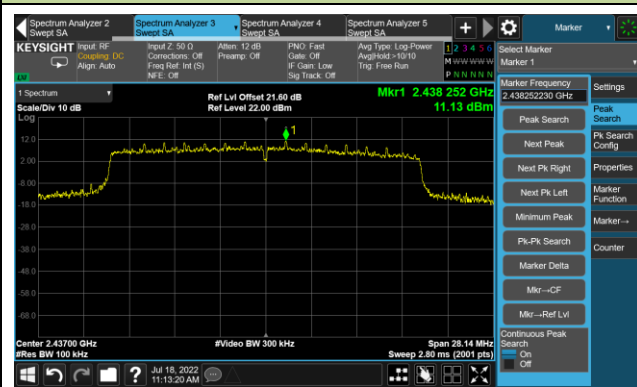 Spectrum Analyzer 2
Swept SA
Spectrum Analyzer 3
Swept SA
Spectrum Analyzer 4
Swept SA
Spectrum Analyzer 5
Swept SA
Marker
KEYSIGHT
Input: RF
Coupling: DC
Align: Auto
Input Z: 50 Ω
Corrections: Off
Freq Ref: Int (S)
NFE: Off
Atten: 12 dB
Preamp: Off
PNO: Fast
Gate: Off
IF Gain: Low
Sig Track: Off
Avg Type: Log-Power
Avg|Hold:>10/10
Trig: Free Run
1 2 3 4 5 6
M W W W W W
P N N N N N
LXI
1 Spectrum
Scale/Div 10 dB
Log
Ref Lvl Offset 21.60 dB
Ref Level 22.00 dBm
Mkr1 2.438 252 GHz
11.13 dBm
1
12.0
2.00
-8.00
-18.0
-28.0
-38.0
-48.0
-58.0
-68.0
Center 2.43700 GHz
#Res BW 100 kHz
#Video BW 300 kHz
Span 28.14 MHz
Sweep 2.80 ms (2001 pts)
Select Marker
Marker 1
Marker Frequency
2.438252230 GHz
Peak Search
Next Peak
Next Pk Right
Next Pk Left
Minimum Peak
Pk-Pk Search
Marker Delta
Mkr→CF
Mkr→Ref Lvl
Continuous Peak
Search
On
Off
Settings
Peak
Search
Pk Search
Config
Properties
Marker
Function
Marker→
Counter
?
Jul 18, 2022
11:13:20 AM